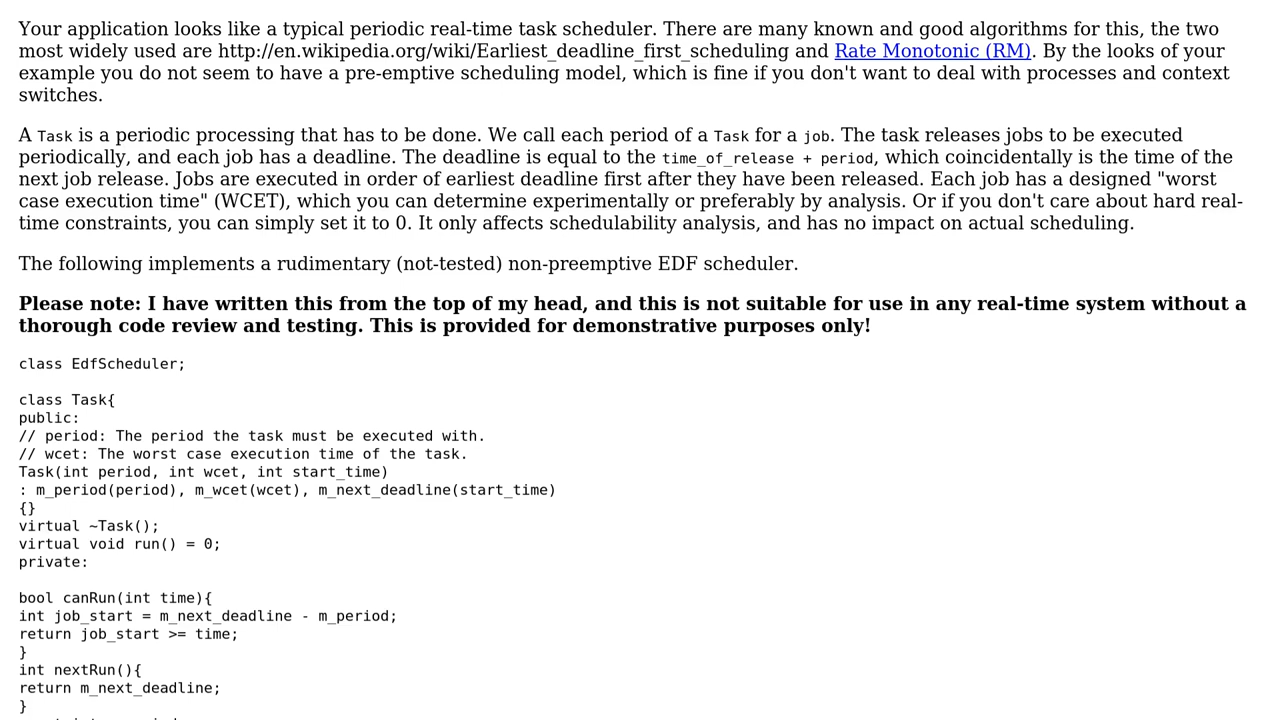 Your application looks like a typical periodic real-time task scheduler. There are many known and good algorithms for this, the two
most widely used are http://en.wikipedia.org/wiki/Earliest_deadline_first_scheduling and Rate Monotonic (RM). By the looks of your
example you do not seem to have a pre-emptive scheduling model, which is fine if you don't want to deal with processes and context
switches.
A Task is a periodic processing that has to be done. We call each period of a Task for a job. The task releases jobs to be executed
periodically, and each job has a deadline. The deadline is equal to the time_of_release + period, which coincidentally is the time of the
next job release. Jobs are executed in order of earliest deadline first after they have been released. Each job has a designed "worst
case execution time" (WCET), which you can determine experimentally or preferably by analysis. Or if you don't care about hard real-
time constraints, you can simply set it to 0. It only affects schedulability analysis, and has no impact on actual scheduling.
The following implements a rudimentary (not-tested) non-preemptive EDF scheduler.
Please note: I have written this from the top of my head, and this is not suitable for use in any real-time system without a
thorough code review and testing. This is provided for demonstrative purposes only!
class EdfScheduler;
class Task{
public:
// period: The period the task must be executed with.
// wcet: The worst case execution time of the task.
Task(int period, int wcet, int start_time)
: m_period(period), m_wcet(wcet), m_next_deadline(start_time)
{}
virtual ~Task();
virtual void run() = 0;
private:
bool canRun(int time){
int job_start = m_next_deadline - m_period;
return job_start >= time;
}
int nextRun(){
return m_next_deadline;
}